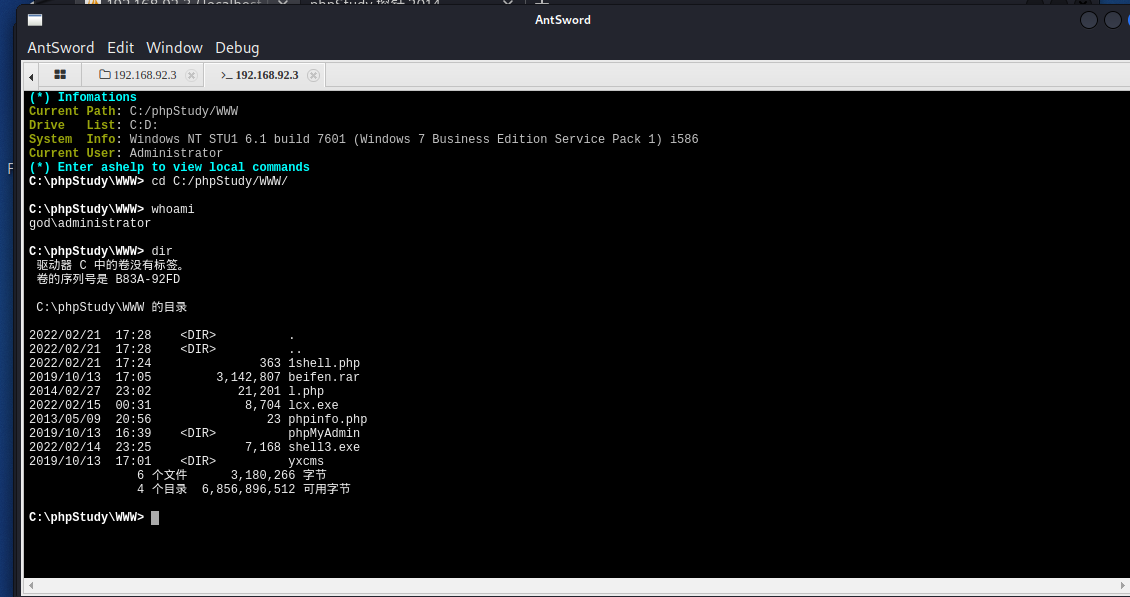 AntSword
AntSword Edit Window Debug
192.168.92.3 >_ 192.168.92.3
(*) Infomations
Current Path: C:/phpStudy/WWW
Drive   List: C:D:
System  Info: Windows NT STU1 6.1 build 7601 (Windows 7 Business Edition Service Pack 1) i586
Current User: Administrator
(*) Enter ashelp to view local commands
C:\phpStudy\WWW> cd C:/phpStudy/WWW/
C:\phpStudy\WWW> whoami
god\administrator
C:\phpStudy\WWW> dir
驱动器 C 中的卷没有标签。
卷的序列号是 B83A-92FD
C:\phpStudy\WWW 的目录
2022/02/21  17:28    <DIR>          .
2022/02/21  17:28    <DIR>          ..
2022/02/21  17:24               363 1shell.php
2019/10/13  17:05         3,142,807 beifen.rar
2014/02/27  23:02            21,201 l.php
2022/02/15  00:31             8,704 lcx.exe
2013/05/09  20:56                23 phpinfo.php
2019/10/13  16:39    <DIR>          phpMyAdmin
2022/02/14  23:25             7,168 shell3.exe
2019/10/13  17:01    <DIR>          yxcms
6 个文件      3,180,266 字节
4 个目录  6,856,896,512 可用字节
C:\phpStudy\WWW>